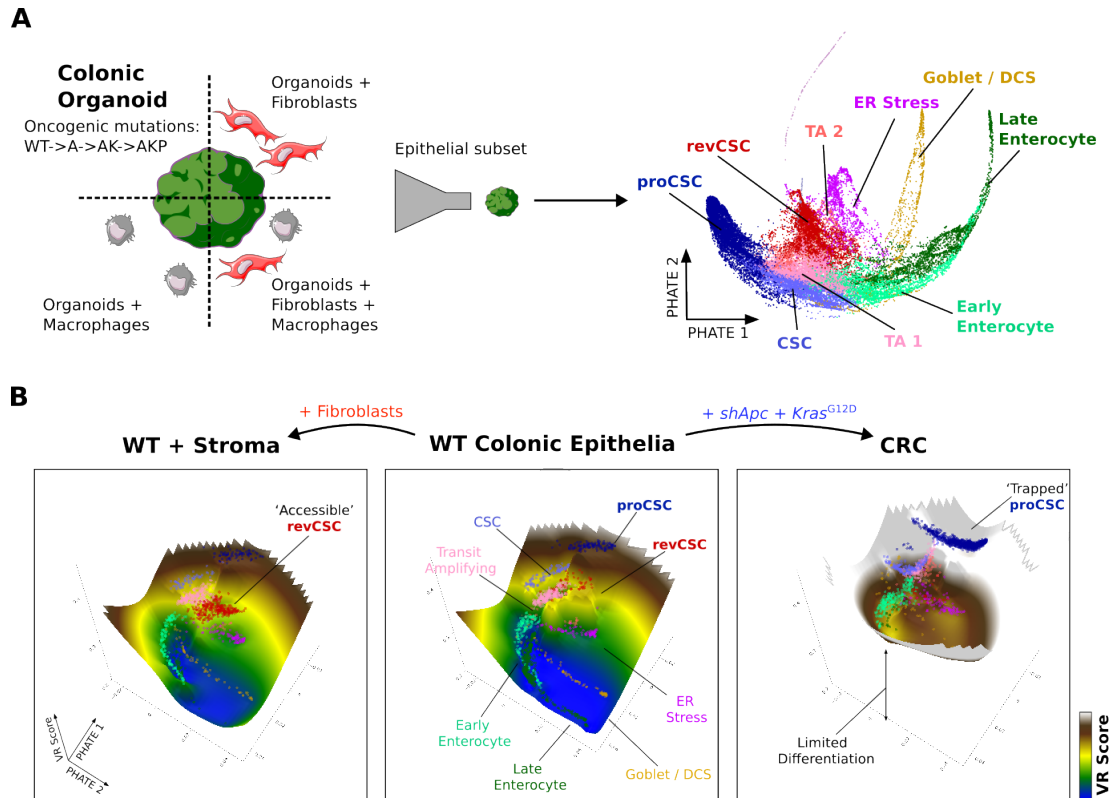 A
Colonic
Organoid
Oncogenic mutations:
WT->A->AK->AKP
Organoids +
Fibroblasts
Organoids +
Macrophages
Organoids +
Fibroblasts +
Macrophages
Epithelial subset
proCSC
revCSC
TA 2
ER Stress
Goblet / DCS
Late
Enterocyte
Early
Enterocyte
TA 1
CSC
PHATE 2
PHATE 1
B
+ Fibroblasts
+ shApc + Kras^G12D
WT + Stroma
WT Colonic Epithelia
CRC
'Accessible'
revCSC
VR Score
PHATE 1
PHATE 2
CSC
proCSC
Transit
Amplifying
revCSC
Early
Enterocyte
Late
Enterocyte
ER
Stress
Goblet / DCS
'Trapped'
proCSC
Limited
Differentiation
VR Score